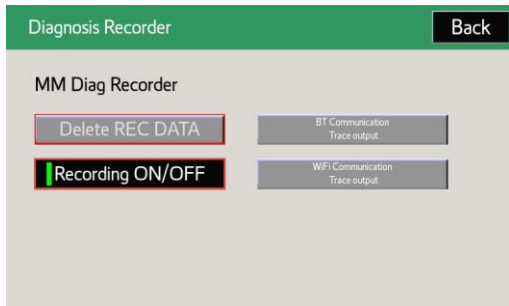 Diagnosis Recorder
Back
MM Diag Recorder
Delete REC DATA
BT Communication
Trace output
Recording ON/OFF
WiFi Communication
Trace output